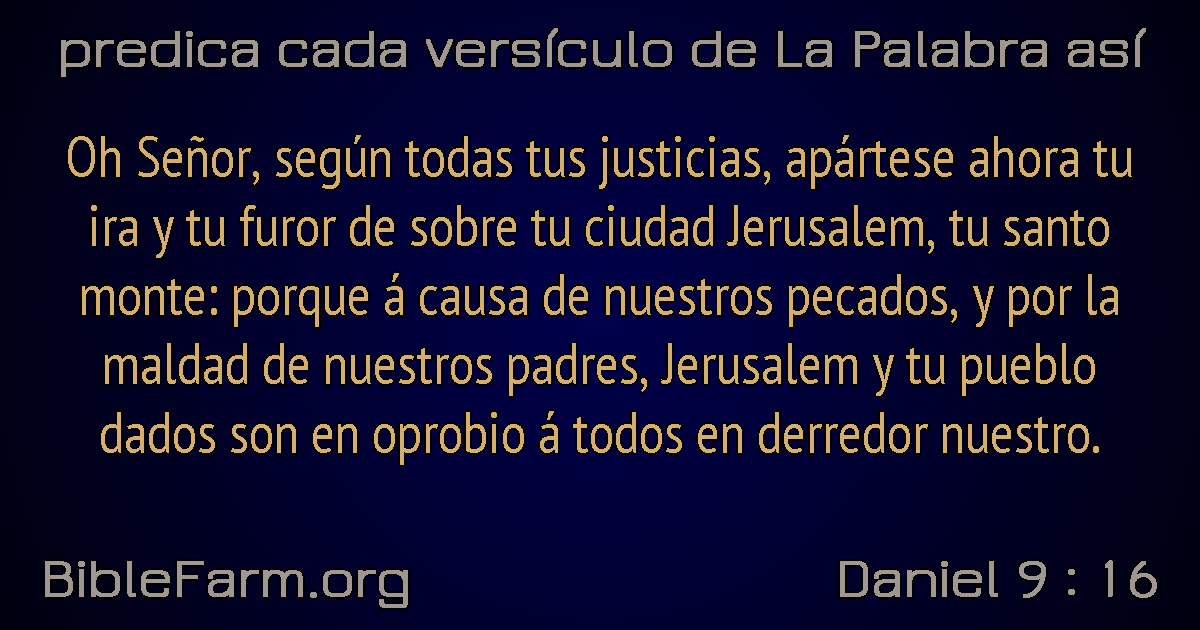 predica cada versículo de La Palabra así
Oh Señor, según todas tus justicias, apártese ahora tu
ira y tu furor de sobre tu ciudad Jerusalem, tu santo
monte: porque á causa de nuestros pecados, y por la
maldad de nuestros padres, Jerusalem y tu pueblo
dados son en oprobio á todos en derredor nuestro.
BibleFarm.org
Daniel 9 : 16